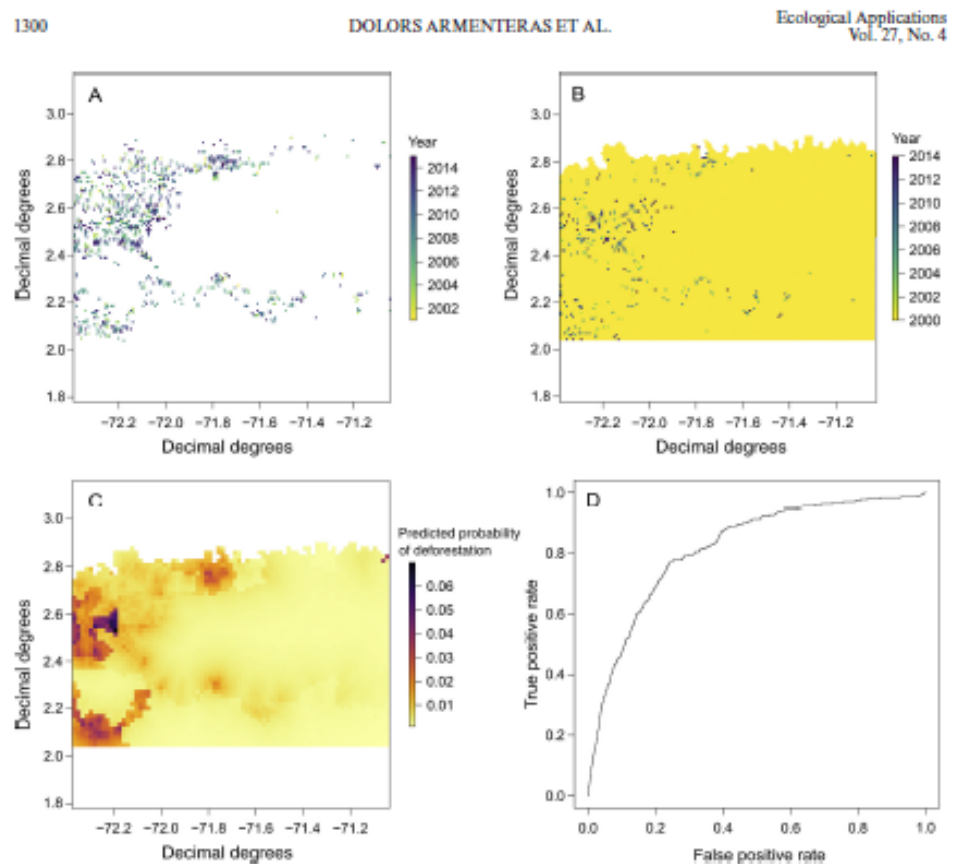 1300
DOLORS ARMENTERAS ET AL.
Ecological Applications
Vol. 27, No. 4
A
3.0
2.8
2.6
2.4
2.2
2.0
1.8
Decimal degrees
−72.2 −72.0 −71.8 −71.6 −71.4 −71.2
Decimal degrees
Year
2014
2012
2010
2008
2006
2004
2002
B
3.0
2.8
2.6
2.4
2.2
2.0
1.8
Decimal degrees
−72.2 −72.0 −71.8 −71.6 −71.4 −71.2
Decimal degrees
Year
2014
2012
2010
2008
2006
2004
2002
2000
C
3.0
2.8
2.6
2.4
2.2
2.0
1.8
Decimal degrees
−72.2 −72.0 −71.8 −71.6 −71.4 −71.2
Decimal degrees
Predicted probability
of deforestation
0.06
0.05
0.04
0.03
0.02
0.01
D
1.0
0.8
0.6
0.4
0.2
0.0
True positive rate
0.0 0.2 0.4 0.6 0.8 1.0
False positive rate